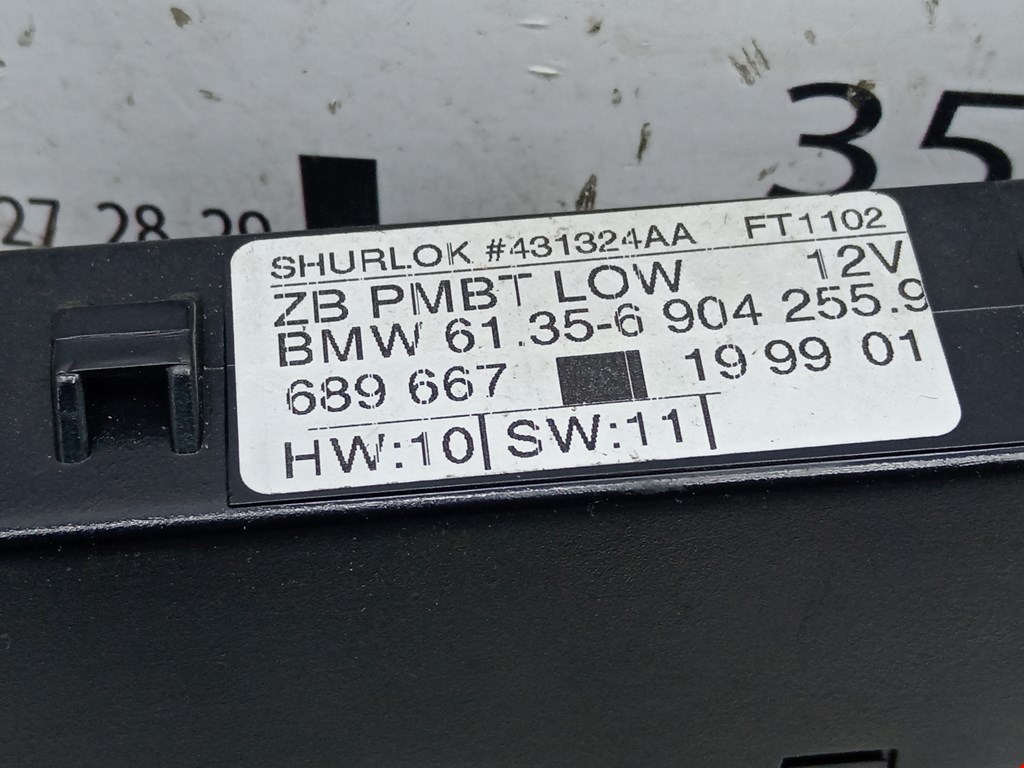 35
27 28 29
SHURLOK #431324AA FT1102
ZB PMBT LOW 12V
BMW 61.35-6 904 255.9
689 667 19 99 01
HW:10 SW:11